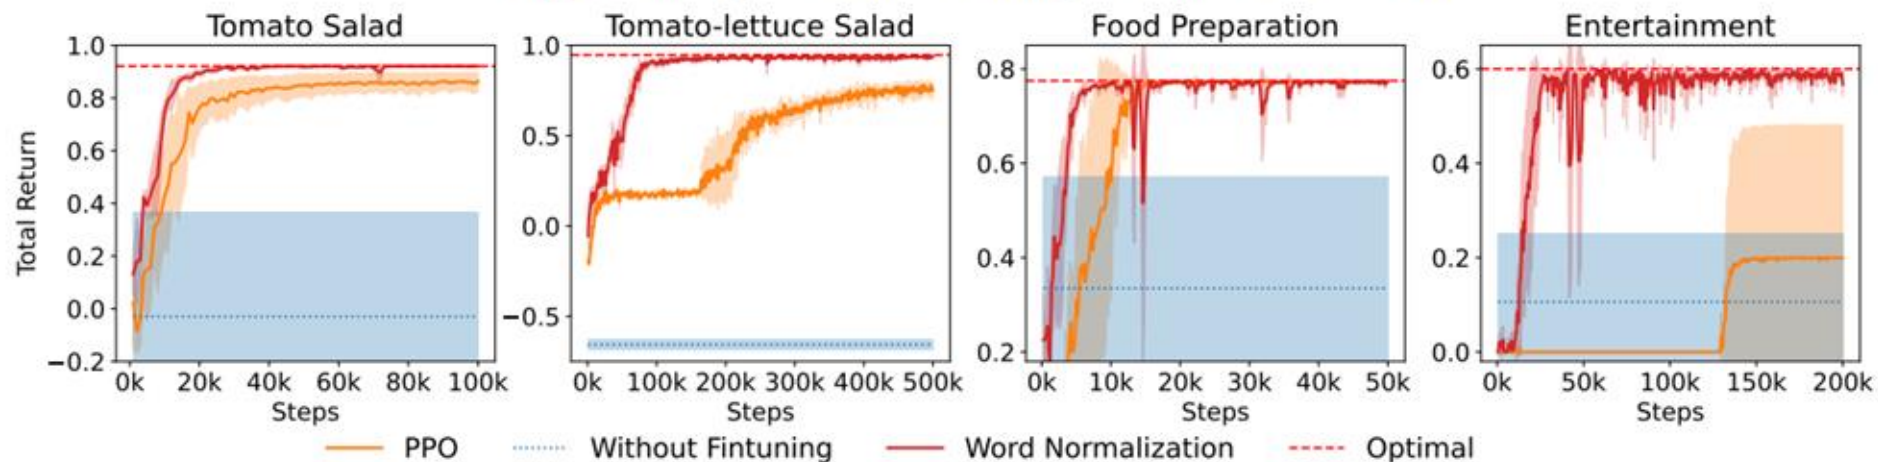 Tomato Salad
Tomato-lettuce Salad
Food Preparation
Entertainment
Total Return
1.0
0.8
0.6
0.4
0.2
0.0
−0.2
0k 20k 40k 60k 80k 100k
Steps
1.0
0.5
0.0
−0.5
0k 100k 200k 300k 400k 500k
Steps
0.8
0.6
0.4
0.2
0k 10k 20k 30k 40k 50k
Steps
0.6
0.4
0.2
0.0
0k 50k 100k 150k 200k
Steps
PPO Without Fintuning Word Normalization Optimal